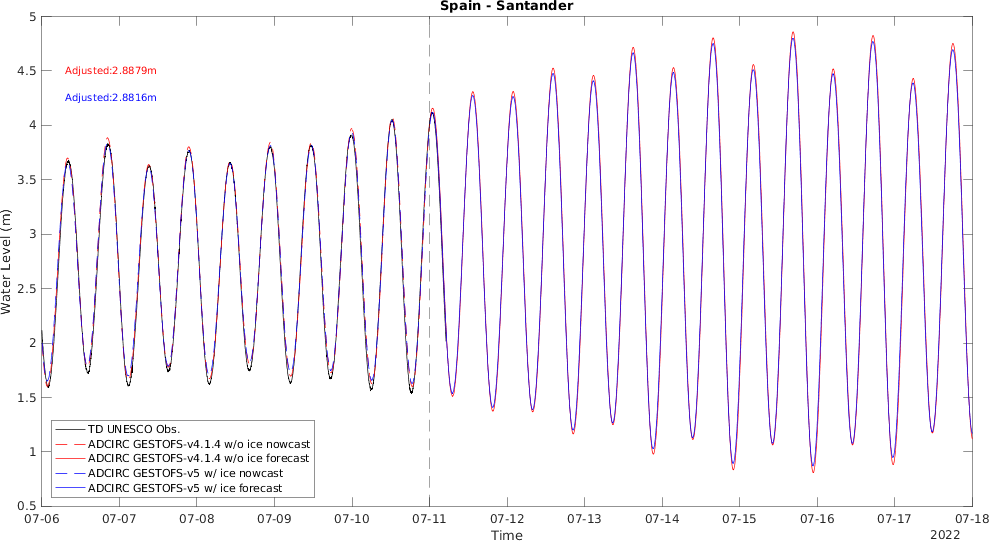 Spain - Santander
5
4.5
4
3.5
3
2.5
2
1.5
1
0.5
Water Level (m)
Adjusted:2.8879m
Adjusted:2.8816m
TD UNESCO Obs.
ADCIRC GESTOFS-v4.1.4 w/o ice nowcast
ADCIRC GESTOFS-v4.1.4 w/o ice forecast
ADCIRC GESTOFS-v5 w/ ice nowcast
ADCIRC GESTOFS-v5 w/ ice forecast
07-06 07-07 07-08 07-09 07-10 07-11 07-12 07-13 07-14 07-15 07-16 07-17 07-18
Time
2022